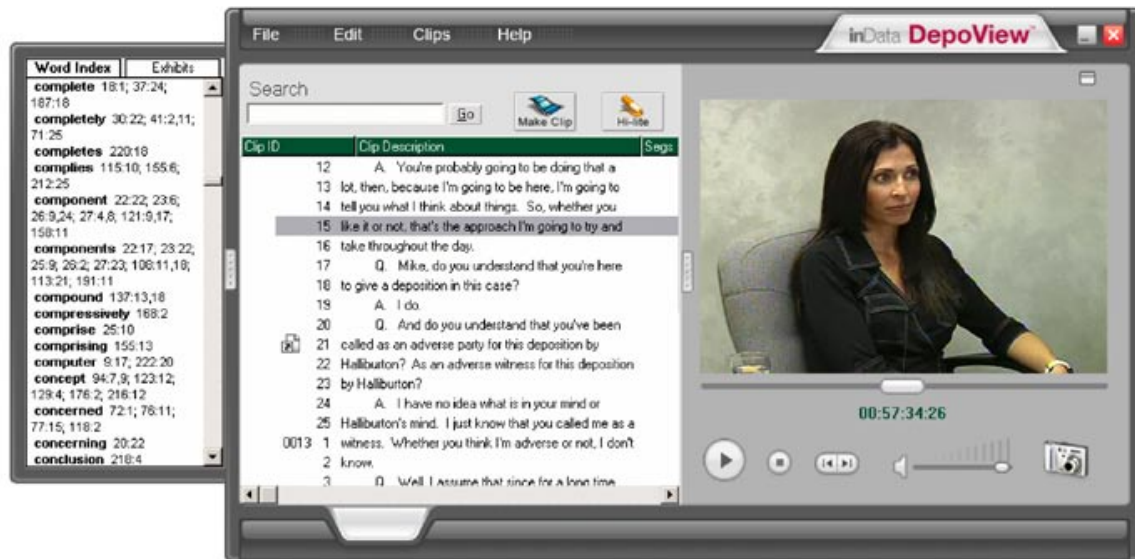 File Edit Clips Help
inData DepoView™
Word Index Exhibits
complete 18:1; 37:24;
187:18
completely 30:22; 41:2,11;
71:25
completes 220:18
complies 115:10; 155:6;
212:25
component 22:22; 23:6;
26:9,24; 27:4,8; 121:9,17;
158:11
components 22:17; 23:22;
25:9; 26:2; 27:23; 108:11,18;
113:21; 191:11
compound 137:13,18
compressively 168:2
comprise 25:10
comprising 155:13
computer 9:17; 222:20
concept 94:7,9; 123:12;
129:4; 176:2; 216:12
concerned 72:1; 76:11;
77:15; 118:2
concerning 20:22
conclusion 218:4
Search
Go
Make Clip
Hi-lite
Clip ID Clip Description Segs
12 A. You're probably going to be doing that a
13 lot, then, because I'm going to be here, I'm going to
14 tell you what I think about things. So, whether you
15 like it or not, that's the approach I'm going to try and
16 take throughout the day.
17 Q. Mike, do you understand that you're here
18 to give a deposition in this case?
19 A. I do.
20 Q. And do you understand that you've been
21 called as an adverse party for this deposition by
22 Halliburton? As an adverse witness for this deposition
23 by Halliburton?
24 A. I have no idea what is in your mind or
25 Halliburton's mind. I just know that you called me as a
0013 1 witness. Whether you think I'm adverse or not, I don't
2 know.
3 Q. Well, I assume that since for a long time
00:57:34:26